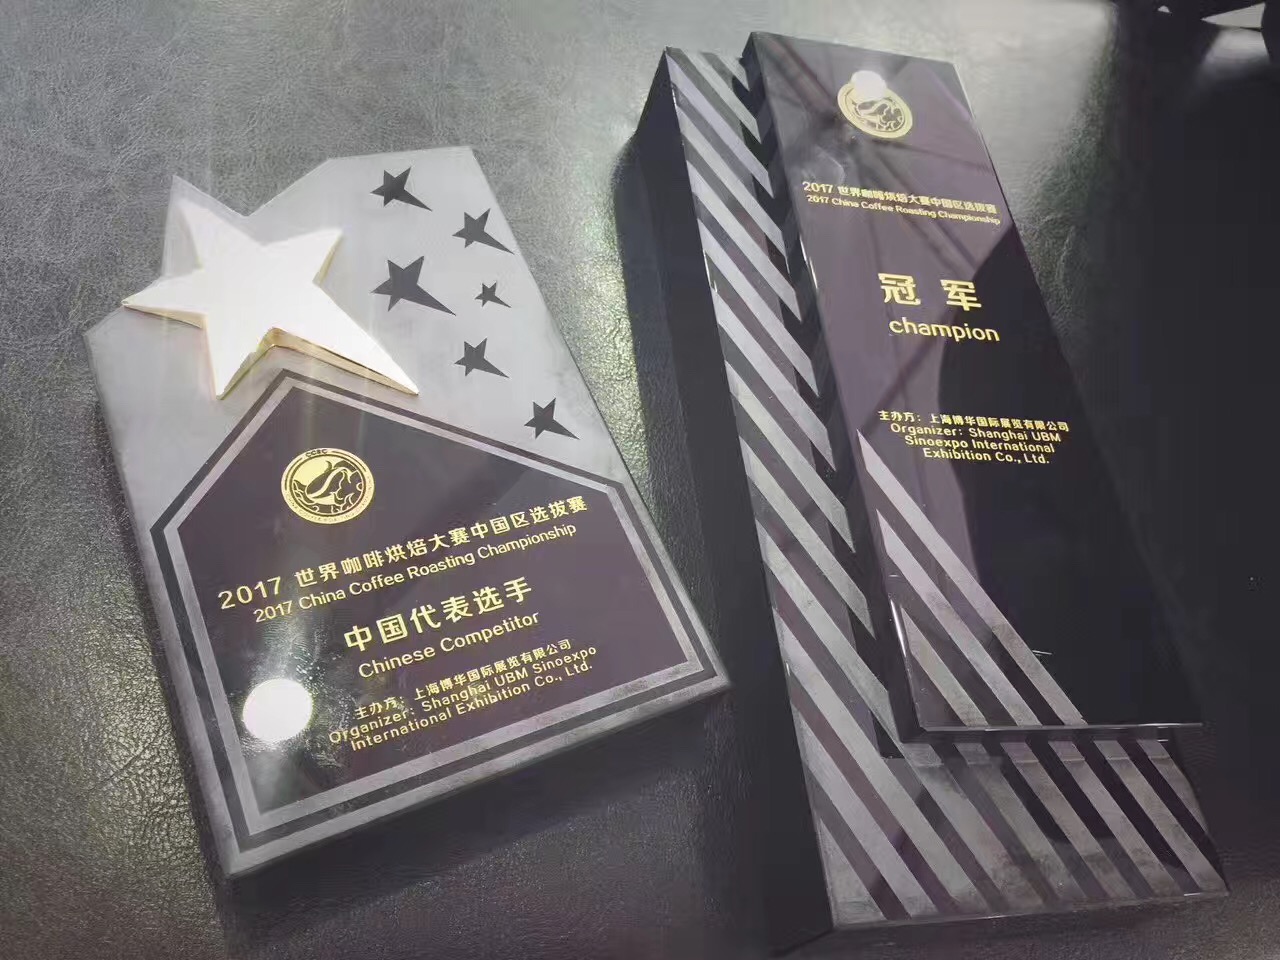 CCRC
2017 世界咖啡烘焙大赛中国区选拔赛
2017 China Coffee Roasting Championship
中国代表选手
Chinese Competitor
主办方：上海博华国际展览有限公司
Organizer: Shanghai UBM Sinoexpo
International Exhibition Co., Ltd.
2017 世界咖啡烘焙大赛中国区选拔赛
2017 China Coffee Roasting Championship
冠军
champion
主办方：上海博华国际展览有限公司
Organizer: Shanghai UBM
Sinoexpo International
Exhibition Co., Ltd.